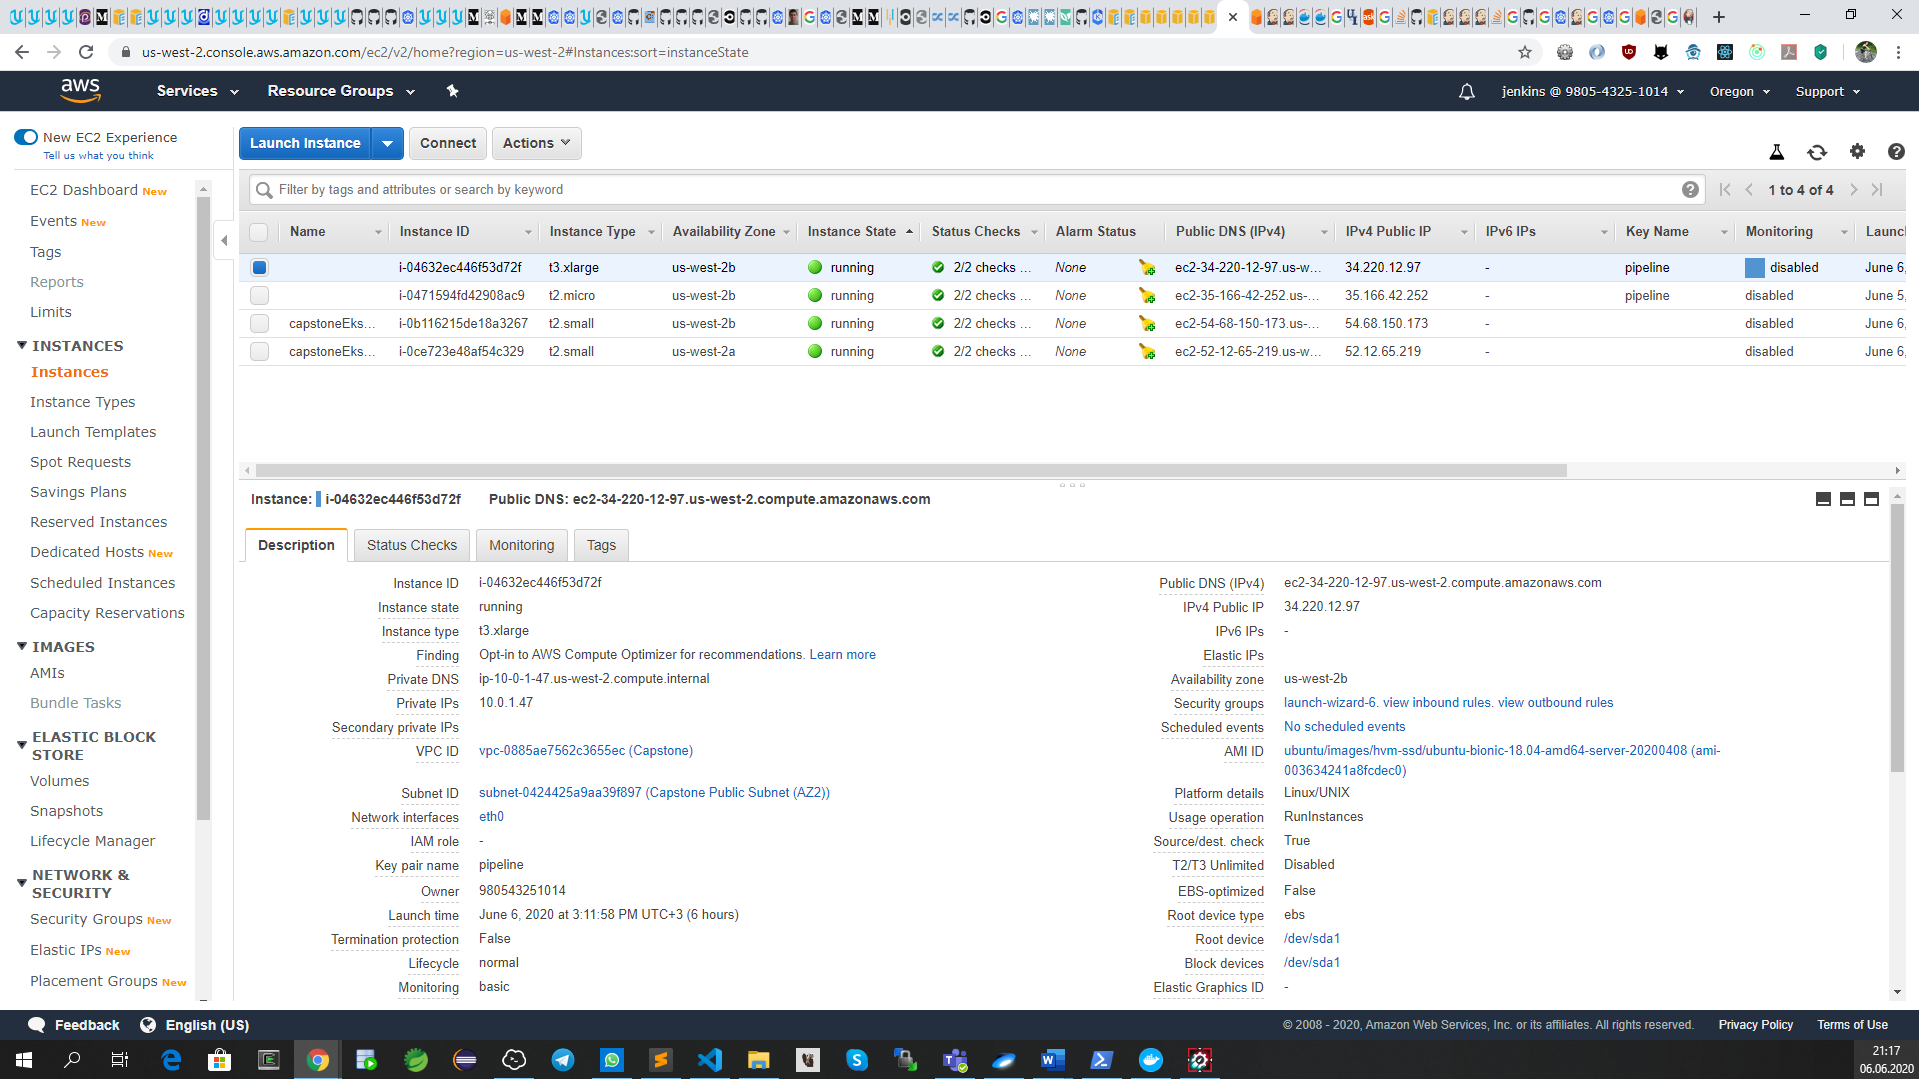 us-west-2.console.aws.amazon.com/ec2/v2/home?region=us-west-2#Instances:sort=instanceState
aws Services Resource Groups jenkins @ 9805-4325-1014 Oregon Support
New EC2 Experience
Tell us what you think
Launch Instance Connect Actions
EC2 Dashboard New
Events New
Tags
Reports
Limits
INSTANCES
Instances
Instance Types
Launch Templates
Spot Requests
Savings Plans
Reserved Instances
Dedicated Hosts New
Scheduled Instances
Capacity Reservations
IMAGES
AMIs
Bundle Tasks
ELASTIC BLOCK
STORE
Volumes
Snapshots
Lifecycle Manager
NETWORK &
SECURITY
Security Groups New
Elastic IPs New
Placement Groups New
Filter by tags and attributes or search by keyword 1 to 4 of 4
Name Instance ID Instance Type Availability Zone Instance State Status Checks Alarm Status Public DNS (IPv4) IPv4 Public IP IPv6 IPs Key Name Monitoring Launc
i-04632ec446f53d72f t3.xlarge us-west-2b running 2/2 checks ... None ec2-34-220-12-97.us-w... 34.220.12.97 - pipeline disabled June 6,
i-0471594fd42908ac9 t2.micro us-west-2b running 2/2 checks ... None ec2-35-166-42-252.us-... 35.166.42.252 - pipeline disabled June 5,
capstoneEks... i-0b116215de18a3267 t2.small us-west-2b running 2/2 checks ... None ec2-54-68-150-173.us-... 54.68.150.173 - disabled June 6,
capstoneEks... i-0ce723e48af54c329 t2.small us-west-2a running 2/2 checks ... None ec2-52-12-65-219.us-w... 52.12.65.219 - disabled June 6,
Instance: i-04632ec446f53d72f Public DNS: ec2-34-220-12-97.us-west-2.compute.amazonaws.com
Description Status Checks Monitoring Tags
Instance ID i-04632ec446f53d72f
Instance state running
Instance type t3.xlarge
Finding Opt-in to AWS Compute Optimizer for recommendations. Learn more
Private DNS ip-10-0-1-47.us-west-2.compute.internal
Private IPs 10.0.1.47
Secondary private IPs
VPC ID vpc-0885ae7562c3655ec (Capstone)
Subnet ID subnet-0424425a9aa39f897 (Capstone Public Subnet (AZ2))
Network interfaces eth0
IAM role -
Key pair name pipeline
Owner 980543251014
Launch time June 6, 2020 at 3:11:58 PM UTC+3 (6 hours)
Termination protection False
Lifecycle normal
Monitoring basic
Public DNS (IPv4) ec2-34-220-12-97.us-west-2.compute.amazonaws.com
IPv4 Public IP 34.220.12.97
IPv6 IPs -
Elastic IPs
Availability zone us-west-2b
Security groups launch-wizard-6. view inbound rules. view outbound rules
Scheduled events No scheduled events
AMI ID ubuntu/images/hvm-ssd/ubuntu-bionic-18.04-amd64-server-20200408 (ami-
003634241a8fcdec0)
Platform details Linux/UNIX
Usage operation RunInstances
Source/dest. check True
T2/T3 Unlimited Disabled
EBS-optimized False
Root device type ebs
Root device /dev/sda1
Block devices /dev/sda1
Elastic Graphics ID -
Feedback English (US) © 2008 - 2020, Amazon Web Services, Inc. or its affiliates. All rights reserved. Privacy Policy Terms of Use
21:17
06.06.2020